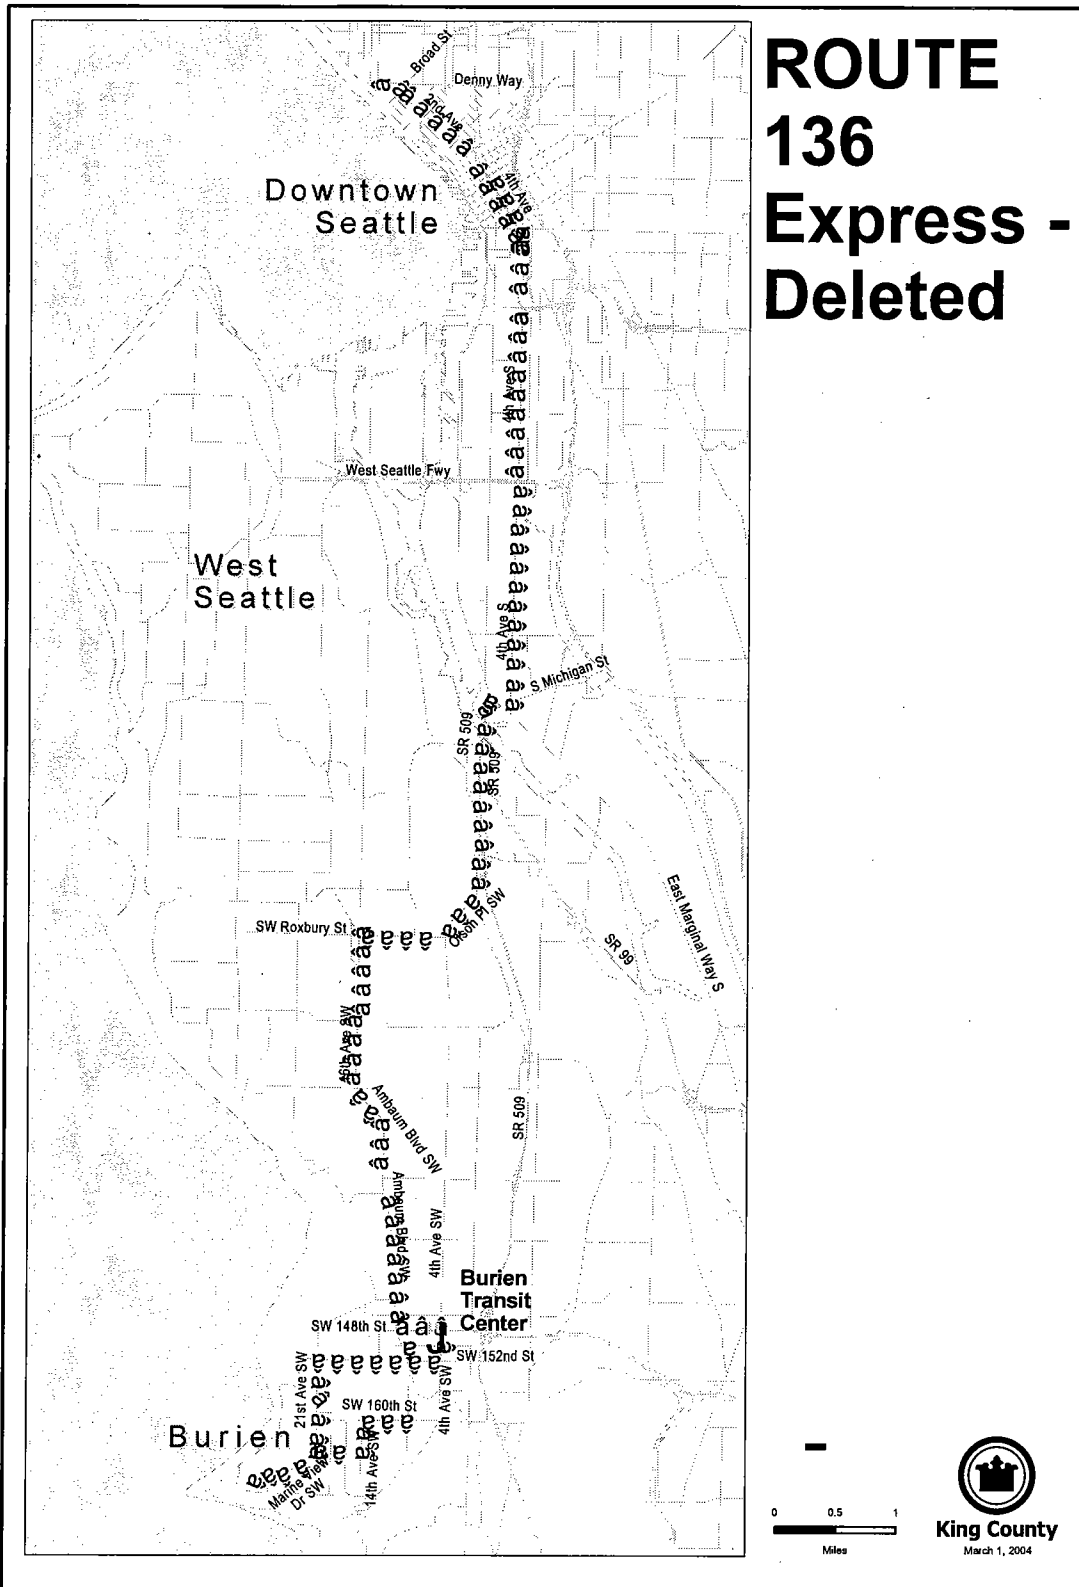 ROUTE
136
Express -
Deleted
Broad St
Denny Way
2nd Ave
4th Ave
Downtown
Seattle
4th Ave S
West Seattle Fwy
West
Seattle
4th Ave S
S Michigan St
SR 509
SR 509
Olson Pl SW
SW Roxbury St
East Marginal Way S
SR 99
16th Ave SW
Ambaum Blvd SW
SR 509
Ambaum Blvd SW
4th Ave SW
Burien
Transit
Center
SW 148th St
SW 152nd St
21st Ave SW
4th Ave SW
SW 160th St
Burien
14th Ave SW
Marine View
Dr SW
0 0.5 1
Miles
King County
March 1, 2004